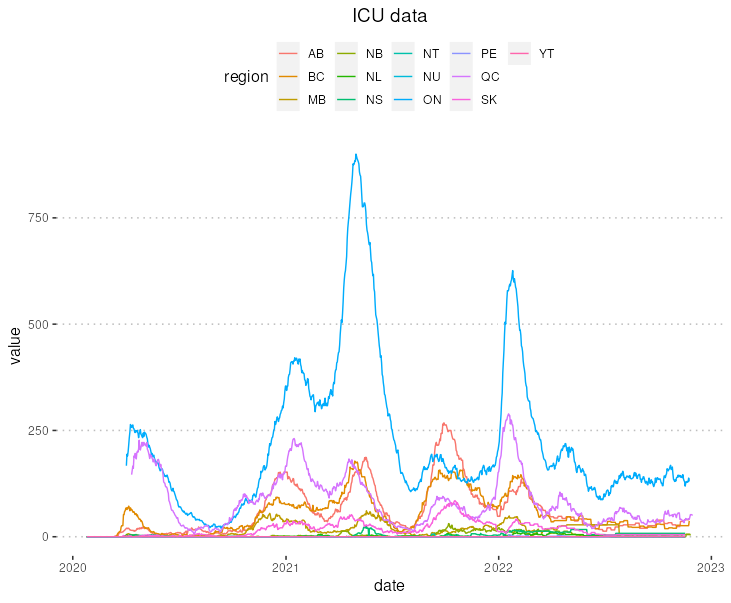 ICU data
region
AB NB NT PE YT
BC NL NU QC
MB NS ON SK
value
750
500
250
0
2020 2021 2022 2023
date